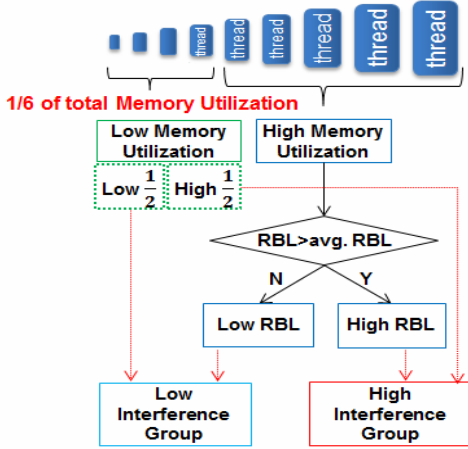 thread
thread
thread
thread
thread
thread
1/6 of total Memory Utilization
Low Memory
Utilization
High Memory
Utilization
Low 1/2
High 1/2
RBL>avg. RBL
N
Y
Low RBL
High RBL
Low
Interference
Group
High
Interference
Group